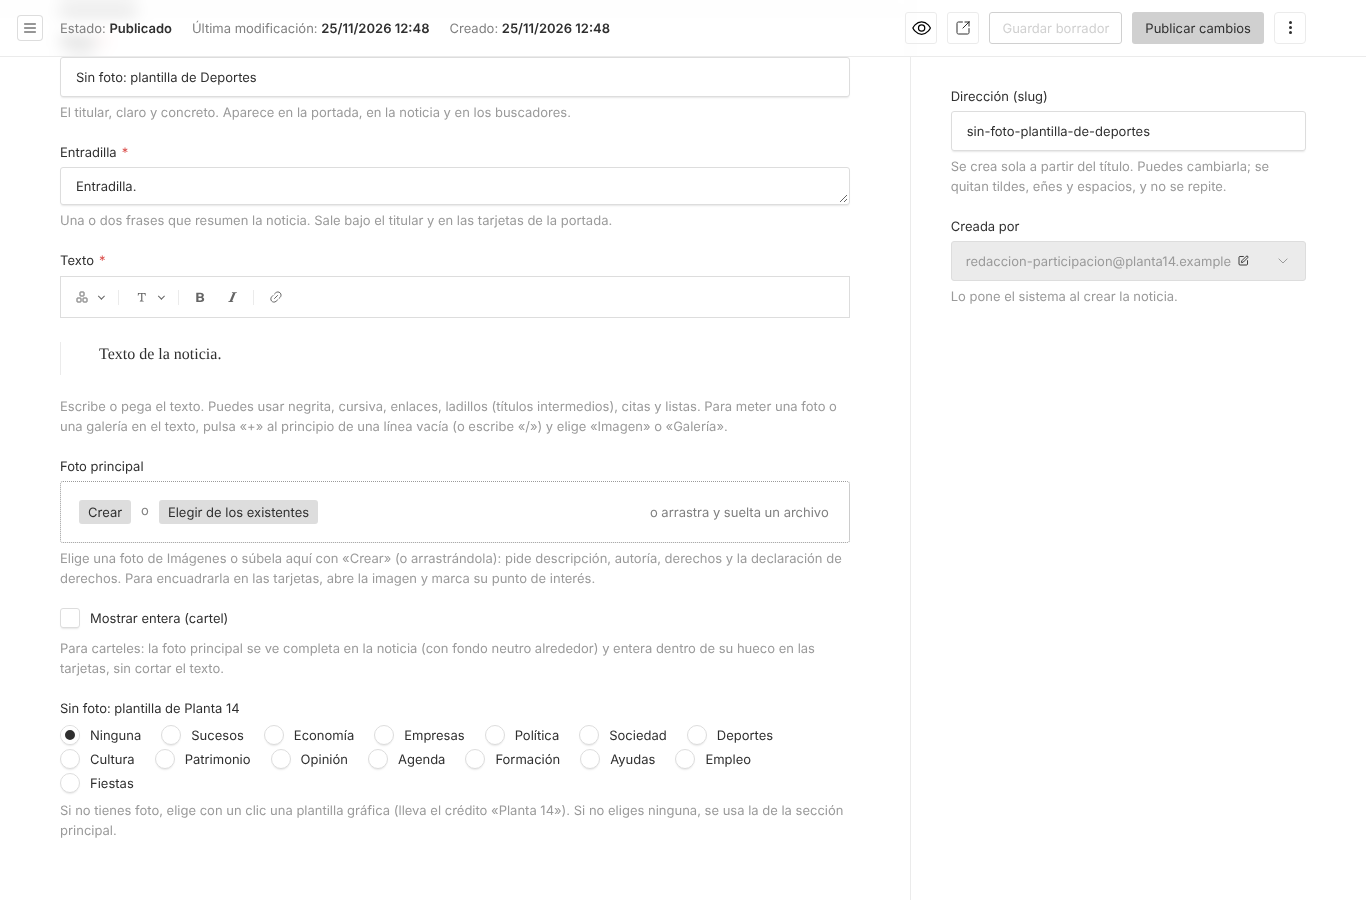 Estado: Publicado Última modificación: 25/11/2026 12:48 Creado: 25/11/2026 12:48 Guardar borrador Publicar cambios
Sin foto: plantilla de Deportes
El titular, claro y concreto. Aparece en la portada, en la noticia y en los buscadores.
Entradilla *
Entradilla.
Una o dos frases que resumen la noticia. Sale bajo el titular y en las tarjetas de la portada.
Texto *
T B I
Texto de la noticia.
Escribe o pega el texto. Puedes usar negrita, cursiva, enlaces, ladillos (títulos intermedios), citas y listas. Para meter una foto o
una galería en el texto, pulsa «+» al principio de una línea vacía (o escribe «/») y elige «Imagen» o «Galería».
Foto principal
Crear o Elegir de los existentes o arrastra y suelta un archivo
Elige una foto de Imágenes o súbela aquí con «Crear» (o arrastrándola): pide descripción, autoría, derechos y la declaración de
derechos. Para encuadrarla en las tarjetas, abre la imagen y marca su punto de interés.
Mostrar entera (cartel)
Para carteles: la foto principal se ve completa en la noticia (con fondo neutro alrededor) y entera dentro de su hueco en las
tarjetas, sin cortar el texto.
Sin foto: plantilla de Planta 14
Ninguna Sucesos Economía Empresas Política Sociedad Deportes
Cultura Patrimonio Opinión Agenda Formación Ayudas Empleo
Fiestas
Si no tienes foto, elige con un clic una plantilla gráfica (lleva el crédito «Planta 14»). Si no eliges ninguna, se usa la de la sección
principal.
Dirección (slug)
sin-foto-plantilla-de-deportes
Se crea sola a partir del título. Puedes cambiarla; se
quitan tildes, eñes y espacios, y no se repite.
Creada por
redaccion-participacion@planta14.example
Lo pone el sistema al crear la noticia.